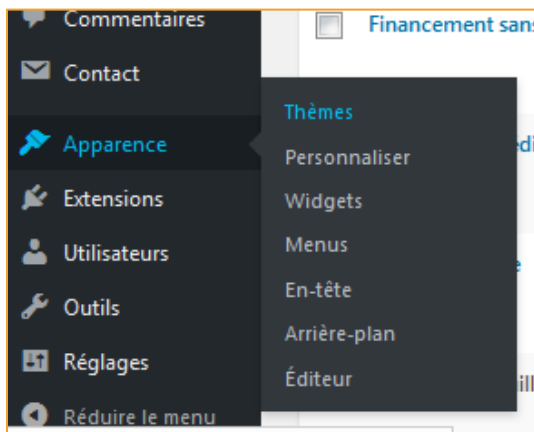 Commentaires
Contact
Apparence
Extensions
Utilisateurs
Outils
Réglages
Réduire le menu
Thèmes
Personnaliser
Widgets
Menus
En-tête
Arrière-plan
Éditeur
Financement sans